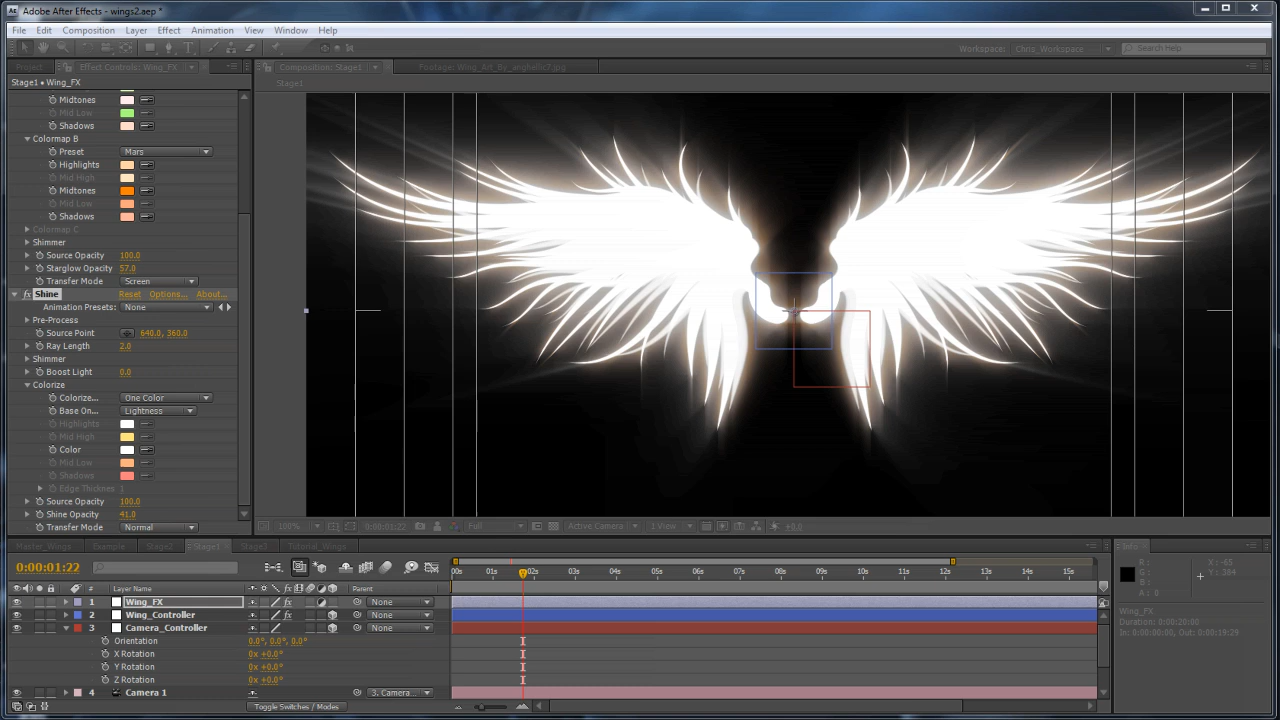 Adobe After Effects - wings2.aep *
File Edit Composition Layer Effect Animation View Window Help
Workspace: Chris_Workspace Search Help
Project Effect Controls: Wing_FX Composition: Stage1 Footage: Wing_Art_By_anghellic7.jpg
Stage1 • Wing_FX
Stage1
Midtones
Mid Low
Shadows
Colormap B
Preset Mars
Highlights
Mid High
Midtones
Mid Low
Shadows
Colormap C
Shimmer
Source Opacity 100.0
Starglow Opacity 57.0
Transfer Mode Screen
fx Shine Reset Options... About...
Animation Presets: None
Pre-Process
Source Point 640.0, 360.0
Ray Length 2.0
Shimmer
Boost Light 0.0
Colorize
Colorize... One Color
Base On... Lightness
Highlights
Mid High
Color
Mid Low
Shadows
Edge Thicknes 1
Source Opacity 100.0
Shine Opacity 41.0
Transfer Mode Normal
100% 0:00:01:22 Full Active Camera 1 View +0.0
Master_Wings Example Stage2 Stage1 Stage3 Tutorial_Wings
0:00:01:22
00s 01s 02s 03s 04s 05s 06s 07s 08s 09s 10s 11s 12s 13s 14s 15s
# Layer Name Parent
1 Wing_FX None
2 Wing_Controller None
3 Camera_Controller None
Orientation 0.0°, 0.0°, 0.0°
X Rotation 0x +0.0°
Y Rotation 0x +0.0°
Z Rotation 0x +0.0°
4 Camera 1 3. Camera...
Toggle Switches / Modes
Info
R :
G :
B :
A : 0
X : -65
Y : 384
Wing_FX
Duration: 0:00:20:00
In: 0:00:00:00, Out: 0:00:19:29